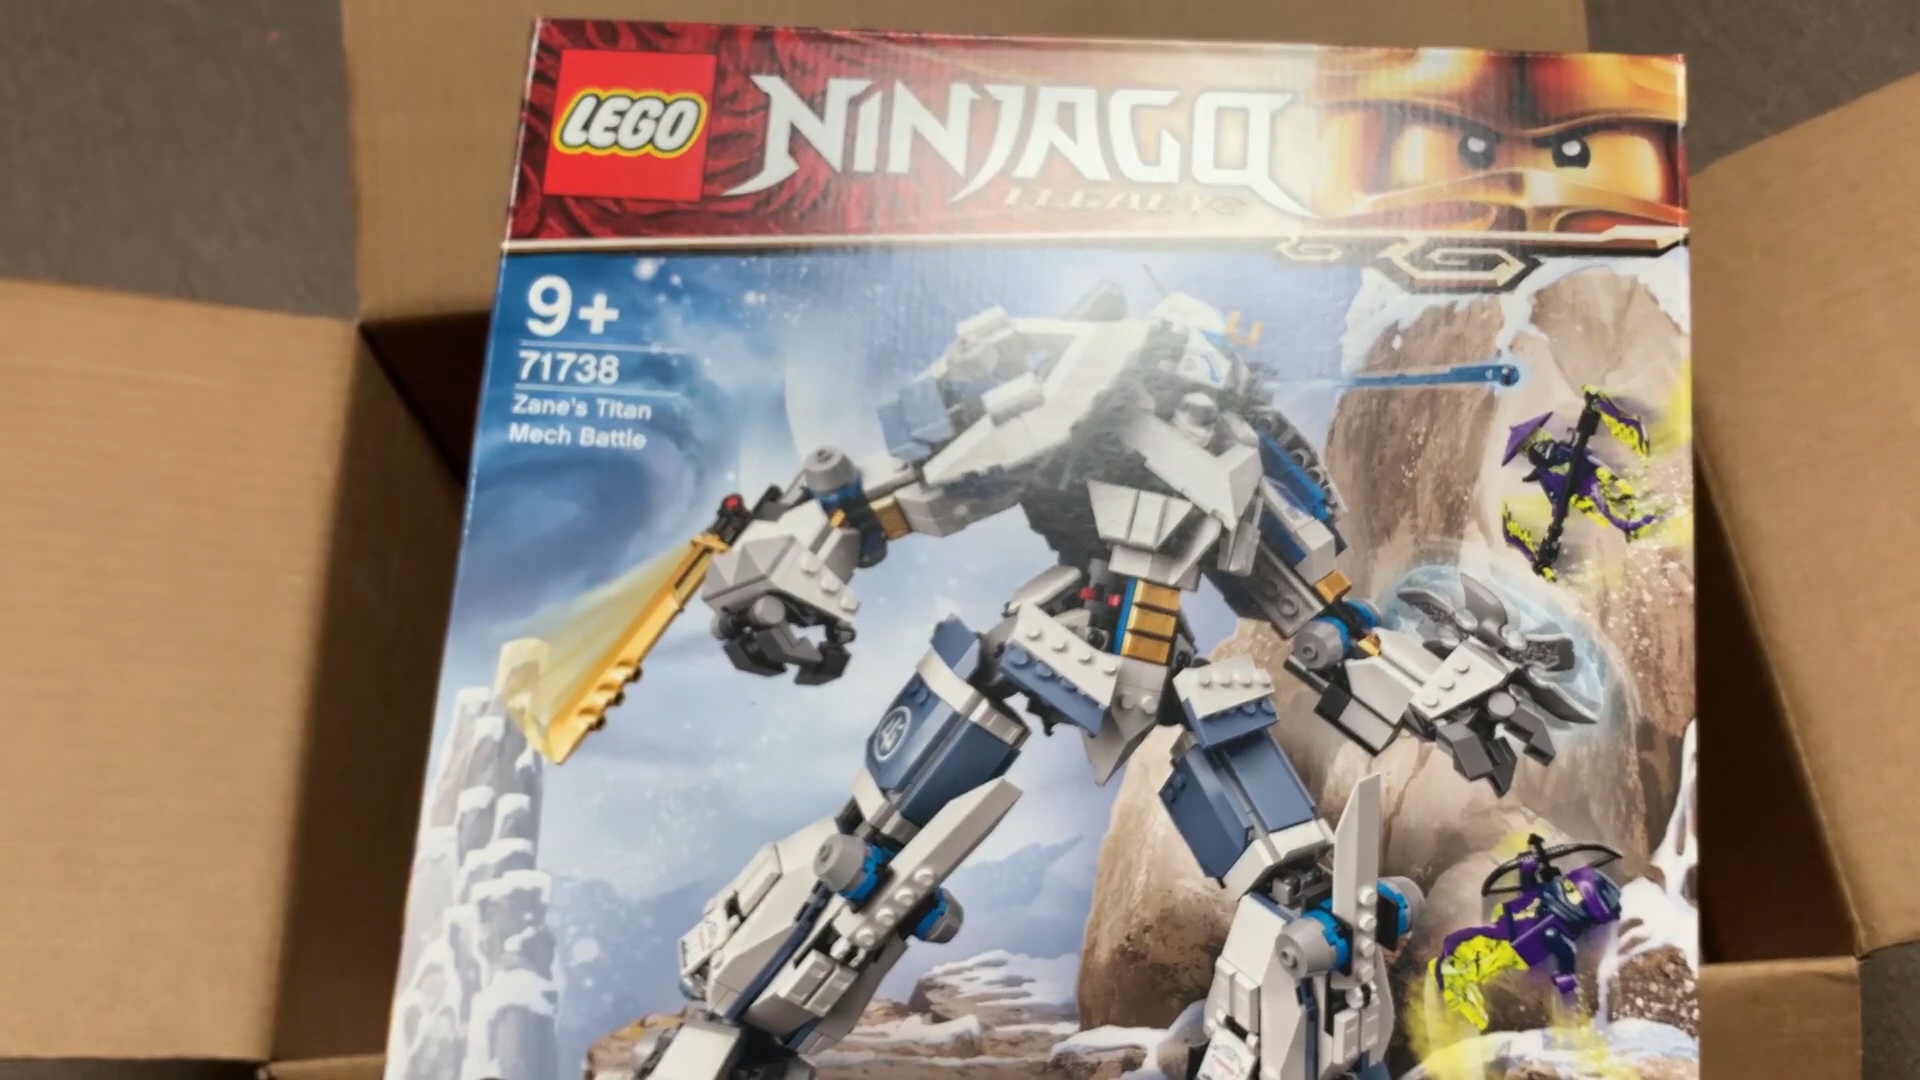 LEGO
NINJAGO
LEGACY
9+
71738
Zane's Titan
Mech Battle